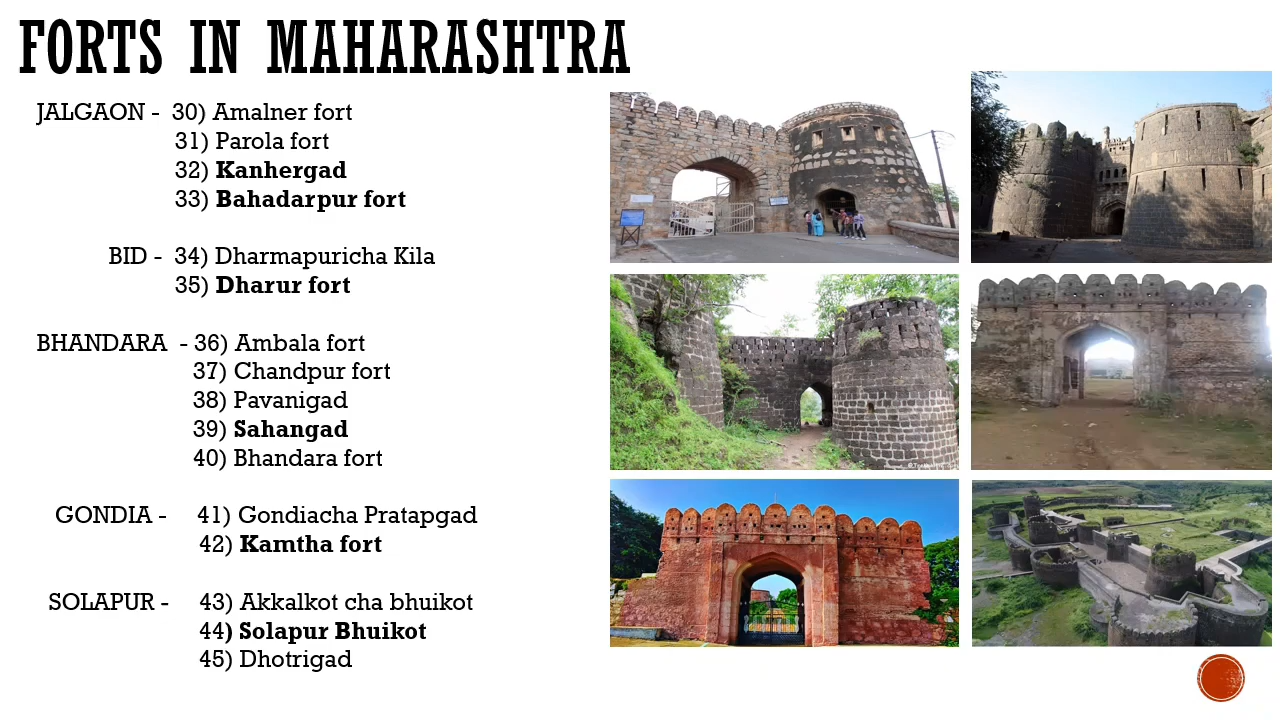 FORTS IN MAHARASHTRA
JALGAON - 30) Amalner fort
31) Parola fort
32) Kanhergad
33) Bahadarpur fort
BID - 34) Dharmapuricha Kila
35) Dharur fort
BHANDARA - 36) Ambala fort
37) Chandpur fort
38) Pavanigad
39) Sahangad
40) Bhandara fort
GONDIA - 41) Gondiacha Pratapgad
42) Kamtha fort
SOLAPUR - 43) Akkalkot cha bhuikot
44) Solapur Bhuikot
45) Dhotrigad